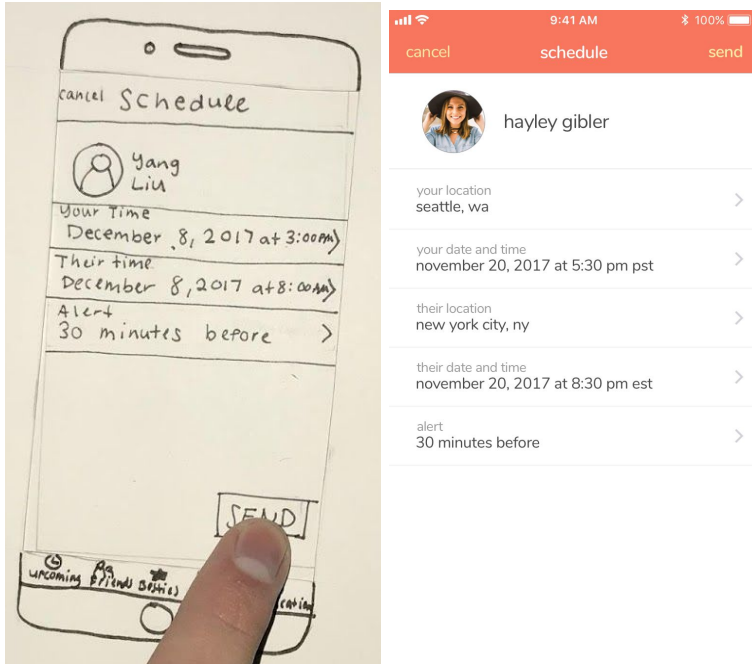 cancel Schedule
Yang
Liu
Your Time
December 8, 2017 at 3:00PM
Their time
December 8, 2017 at 8:00AM
Alert
30 minutes before
SEND
upcoming Friends Besties
9:41 AM 100%
cancel schedule send
hayley gibler
your location
seattle, wa
your date and time
november 20, 2017 at 5:30 pm pst
their location
new york city, ny
their date and time
november 20, 2017 at 8:30 pm est
alert
30 minutes before